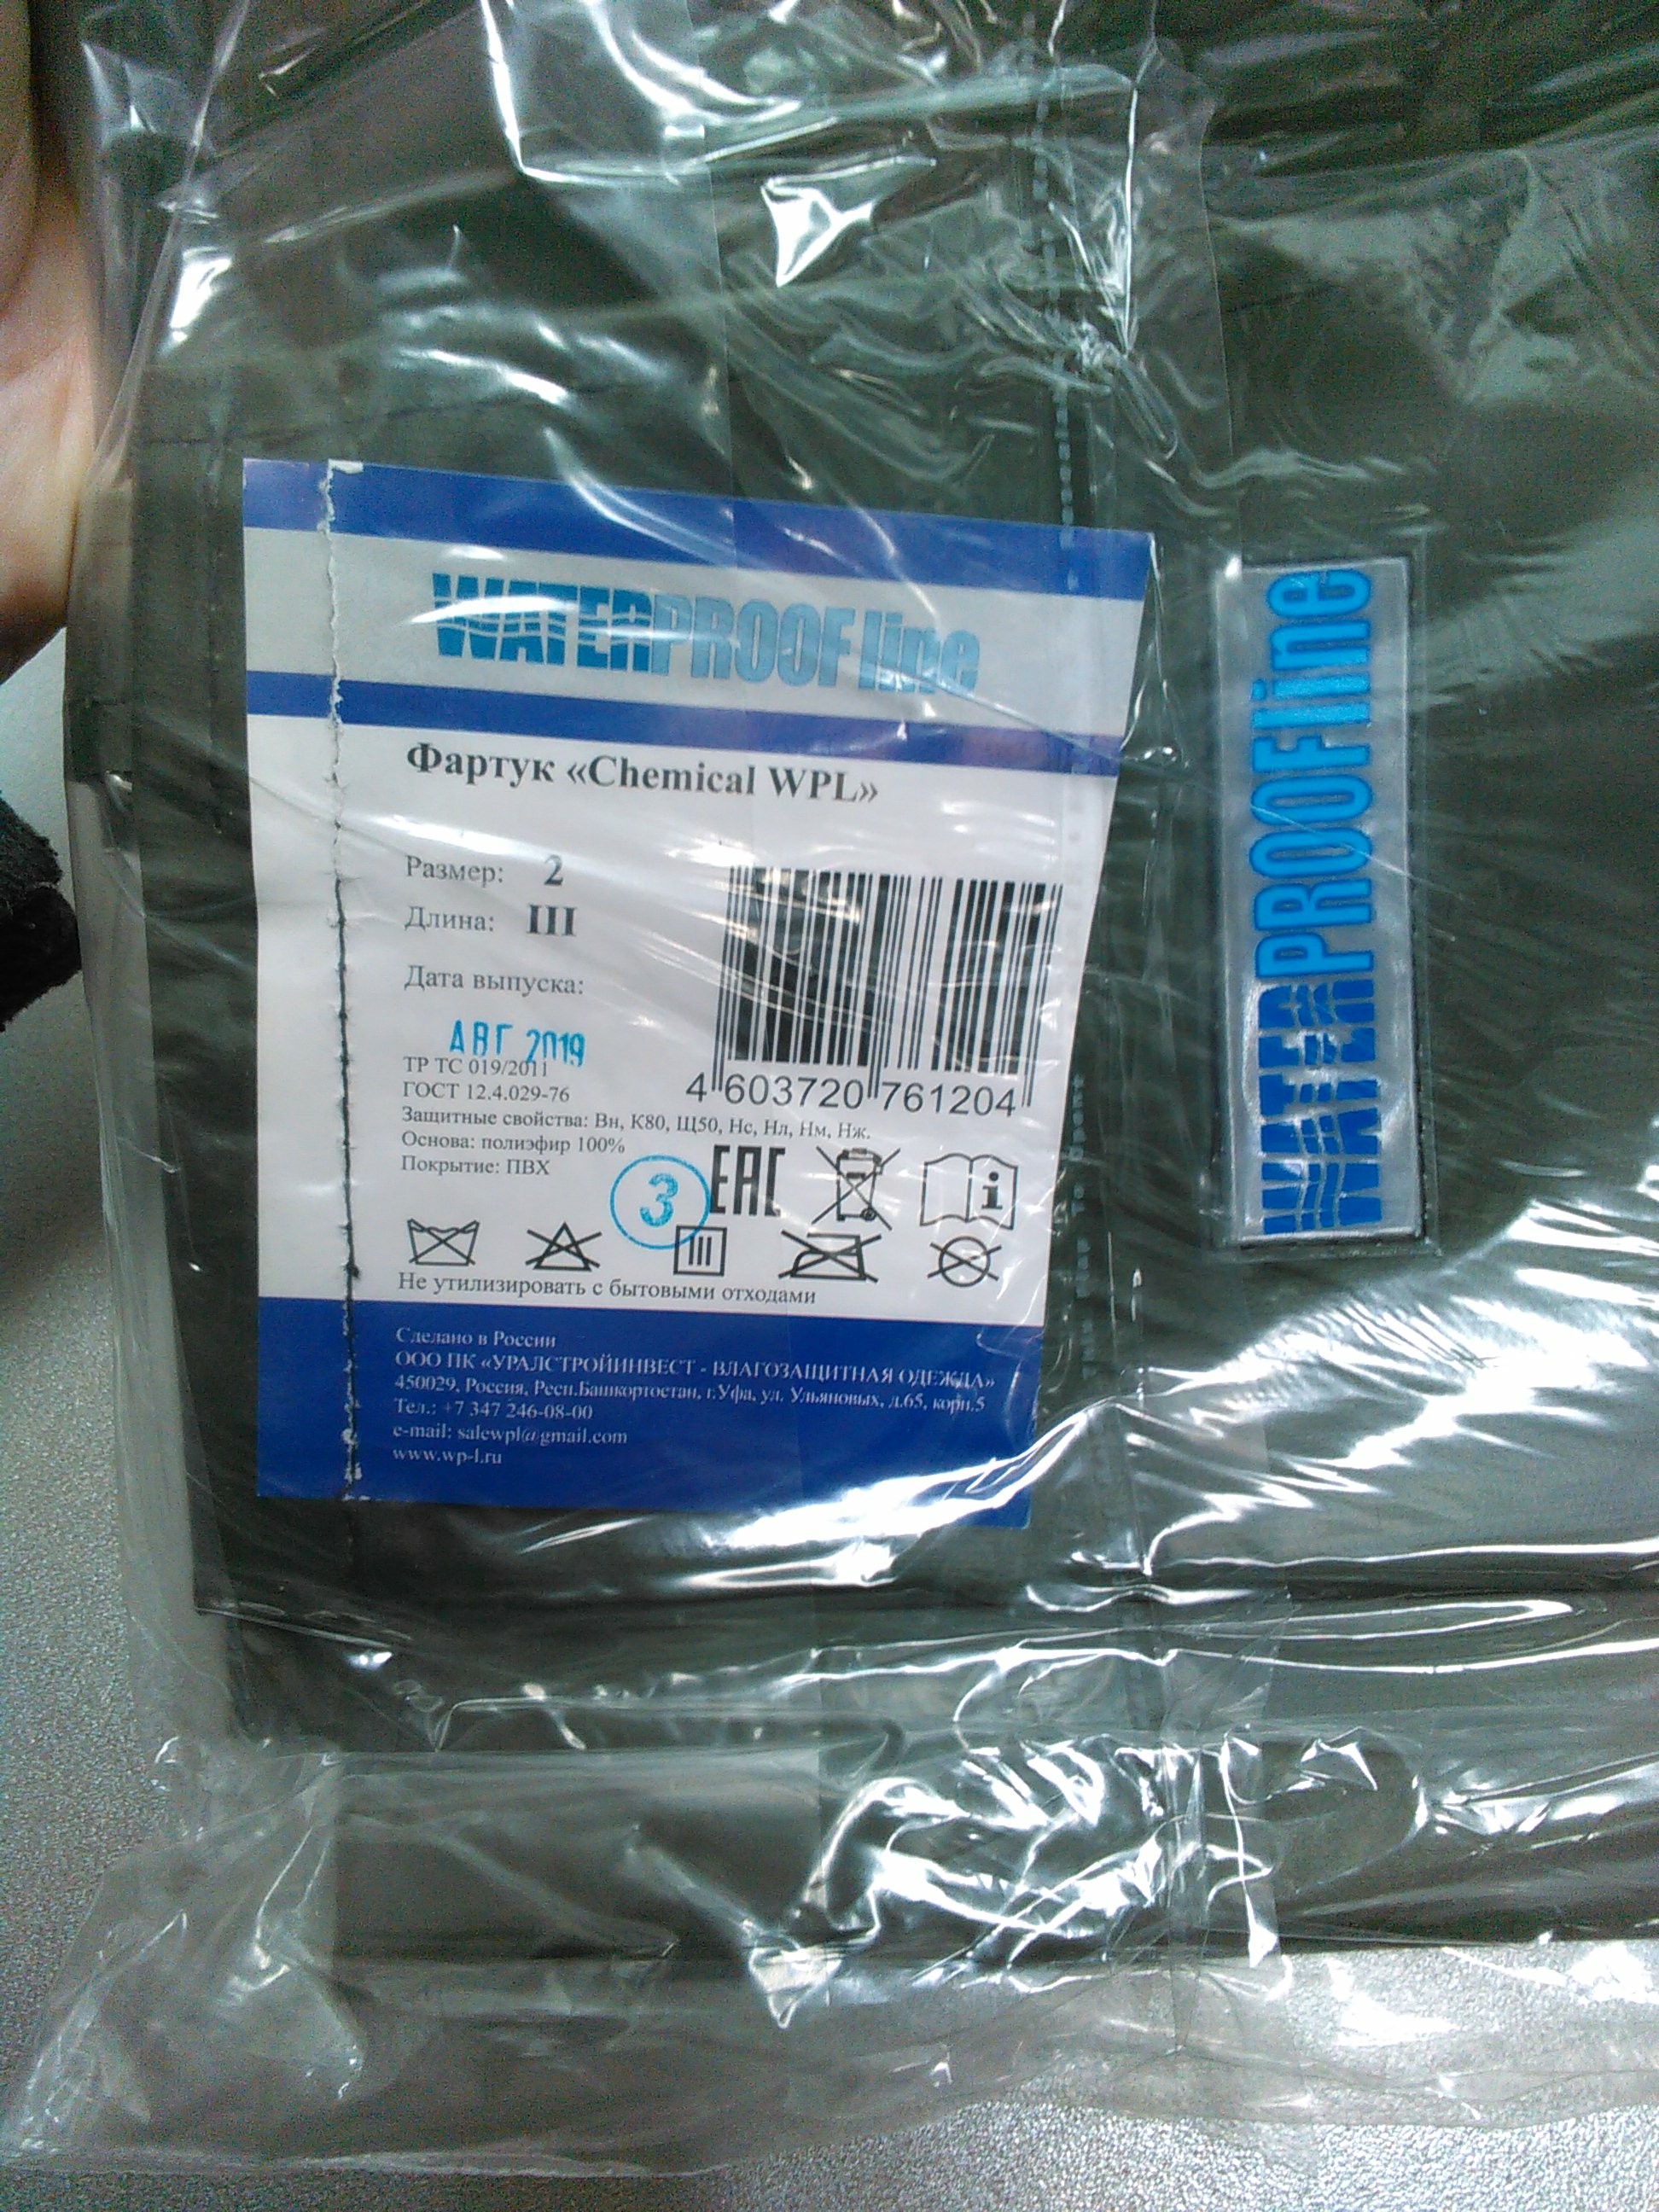 WATERPROOFline
Фартук «Chemical WPL»
Размер: 2
Длина: III
Дата выпуска:
АВГ 2019
ТР ТС 019/2011
ГОСТ 12.4.029-76
4 603720 761204
Защитные свойства: Вн, К80, Щ50, Нс, Нл, Нм, Нж.
Основа: полиэфир 100%
Покрытие: ПВХ
3
EAC
i
Не утилизировать с бытовыми отходами
Сделано в России
ООО ПК «УРАЛСТРОЙИНВЕСТ - ВЛАГОЗАЩИТНАЯ ОДЕЖДА»
450029, Россия, Респ.Башкортостан, г.Уфа, ул. Ульяновых, д.65, корп.5
Тел.: +7 347 246-08-00
e-mail: salewpl@gmail.com
www.wp-l.ru
WATERPROOFline